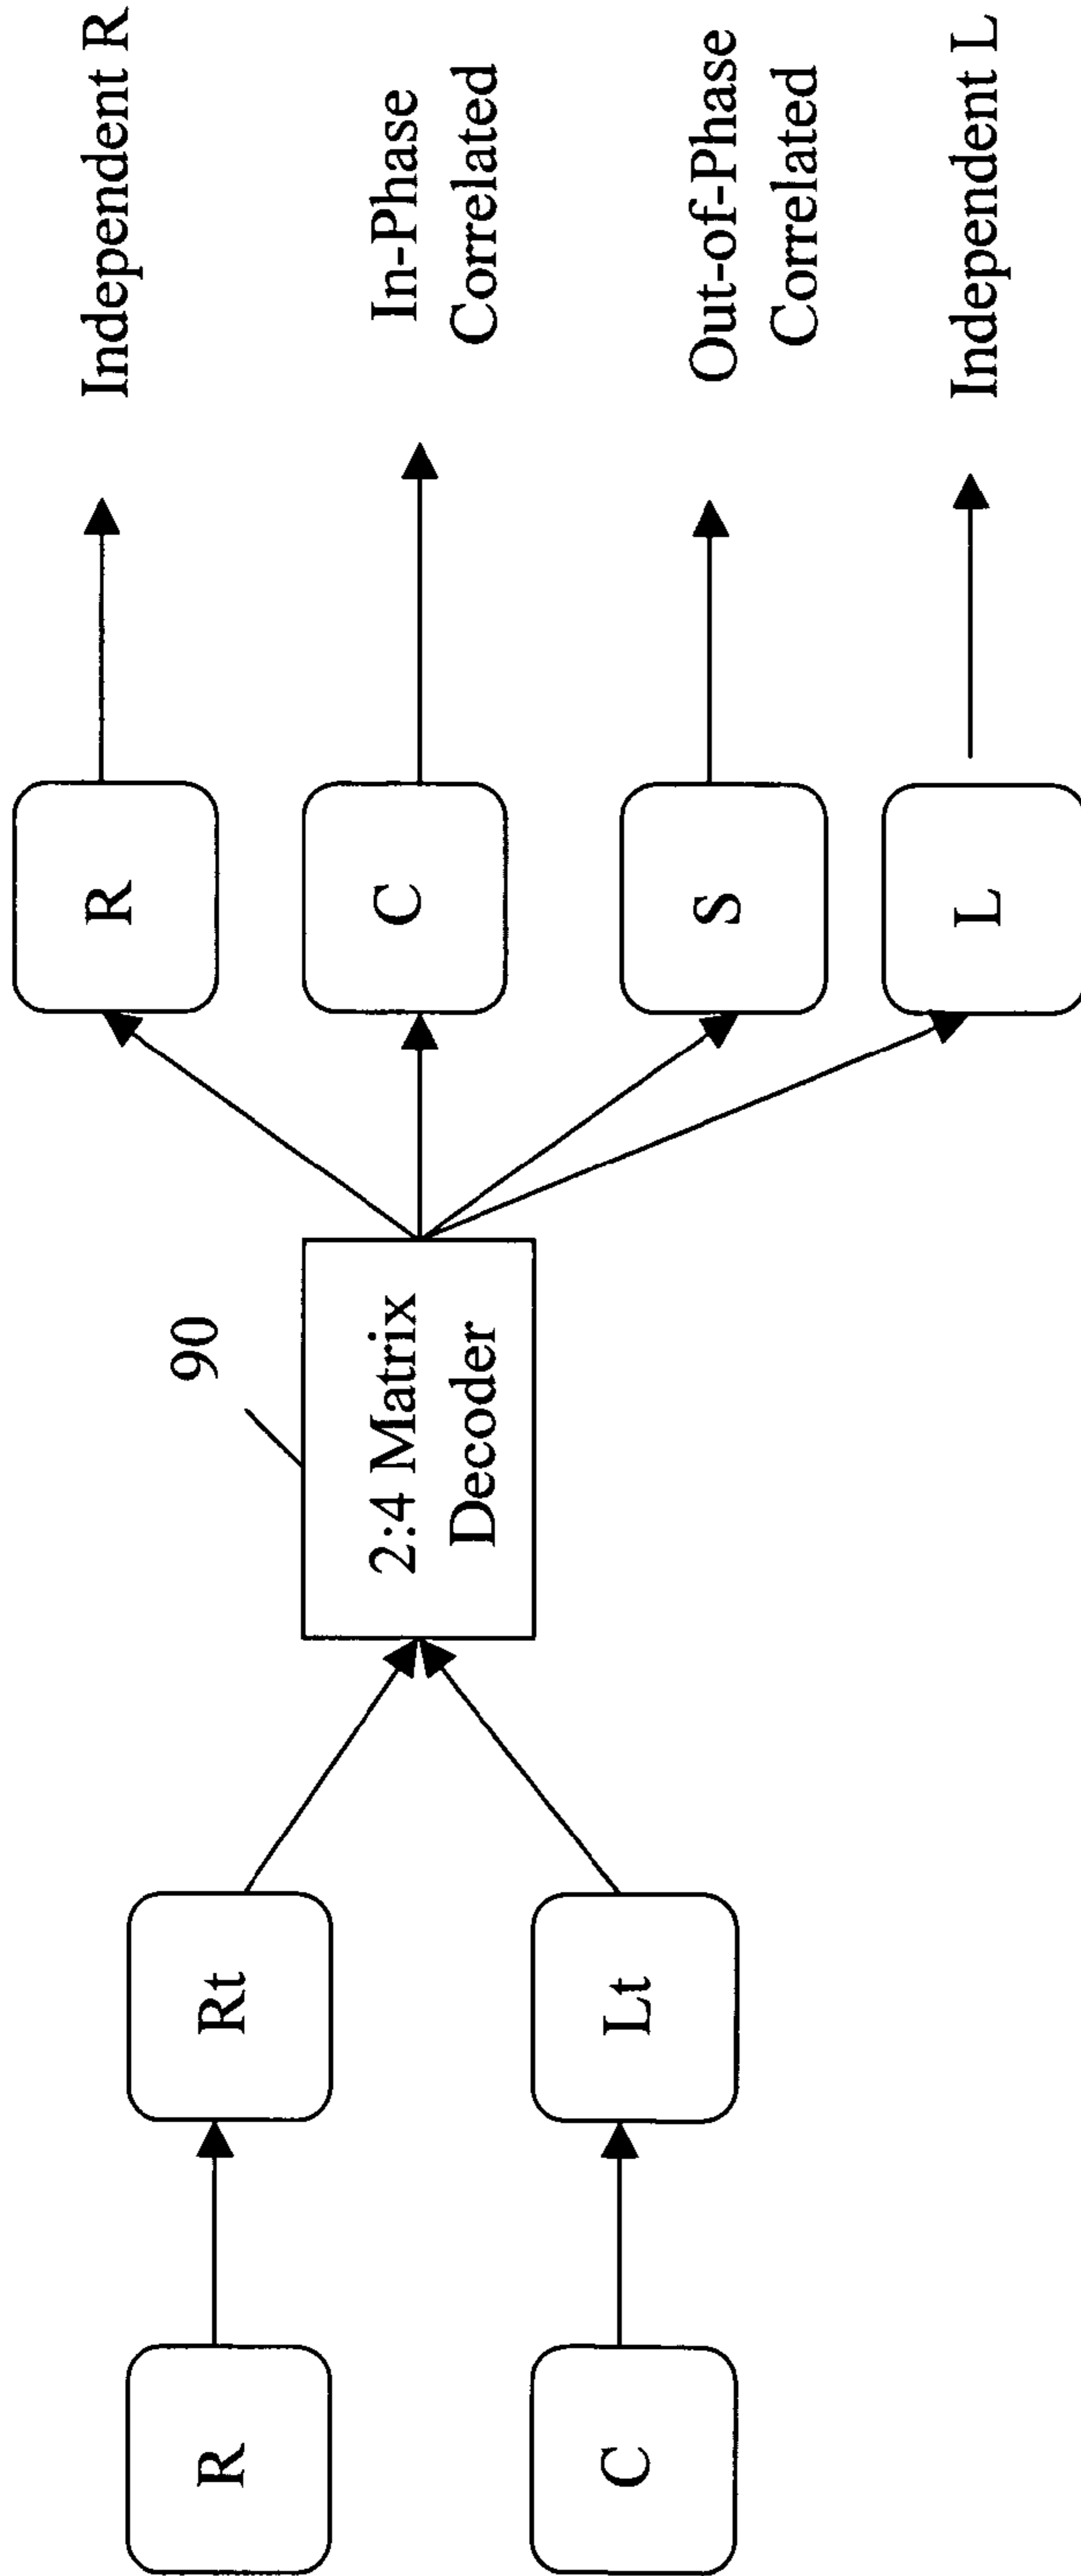 R
Rt
C
Lt
90
2:4 Matrix
Decoder
R
Independent R
C
In-Phase
Correlated
S
Out-of-Phase
Correlated
L
Independent L